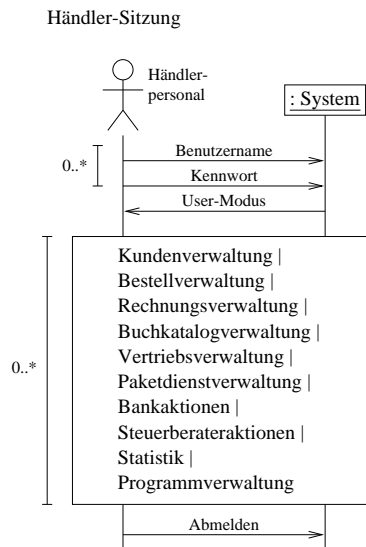 Händler-Sitzung
Händler-
personal
: System
Benutzername
0..*
Kennwort
User-Modus
Kundenverwaltung |
Bestellverwaltung |
Rechnungsverwaltung |
Buchkatalogverwaltung |
Vertriebsverwaltung |
0..*
Paketdienstverwaltung |
Bankaktionen |
Steuerberateraktionen |
Statistik |
Programmverwaltung
Abmelden